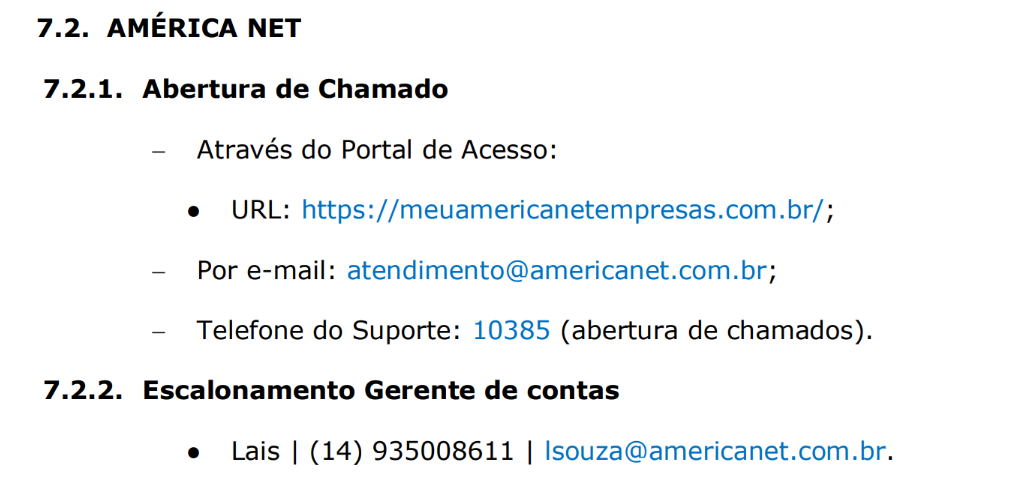 7.2. AMÉRICA NET
7.2.1. Abertura de Chamado
– Através do Portal de Acesso:
● URL: https://meuamericanetempresas.com.br/;
– Por e-mail: atendimento@americanet.com.br;
– Telefone do Suporte: 10385 (abertura de chamados).
7.2.2. Escalonamento Gerente de contas
● Lais | (14) 935008611 | lsouza@americanet.com.br.